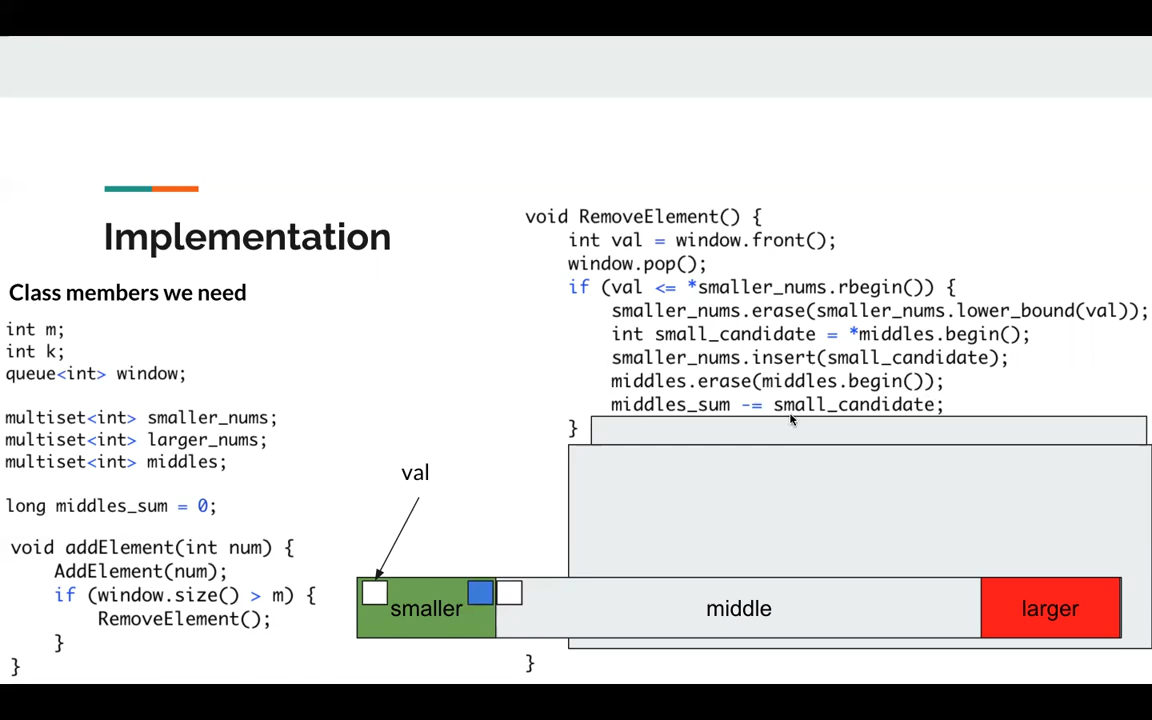 Implementation
Class members we need
int m;
int k;
queue<int> window;
multiset<int> smaller_nums;
multiset<int> larger_nums;
multiset<int> middles;
long middles_sum = 0;
void addElement(int num) {
    AddElement(num);
    if (window.size() > m) {
        RemoveElement();
    }
}
void RemoveElement() {
    int val = window.front();
    window.pop();
    if (val <= *smaller_nums.rbegin()) {
        smaller_nums.erase(smaller_nums.lower_bound(val));
        int small_candidate = *middles.begin();
        smaller_nums.insert(small_candidate);
        middles.erase(middles.begin());
        middles_sum -= small_candidate;
    }
}
val
smaller
middle
larger